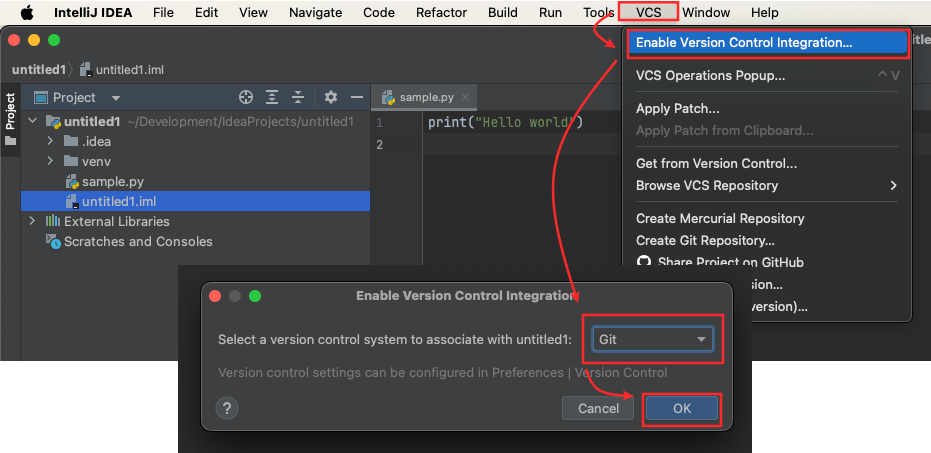 IntelliJ IDEA File Edit View Navigate Code Refactor Build Run Tools VCS Window Help
untitled1 untitled1.iml
Project
Project
sample.py
untitled1 ~/Development/IdeaProjects/untitled1
.idea
venv
sample.py
untitled1.iml
External Libraries
Scratches and Consoles
1 print("Hello world")
2
Enable Version Control Integration...
VCS Operations Popup... ^V
Apply Patch...
Apply Patch from Clipboard...
Get from Version Control...
Browse VCS Repository
Create Mercurial Repository
Create Git Repository...
Share Project on GitHub
Enable Version Control Integration
Select a version control system to associate with untitled1: Git
Version control settings can be configured in Preferences | Version Control
? Cancel OK